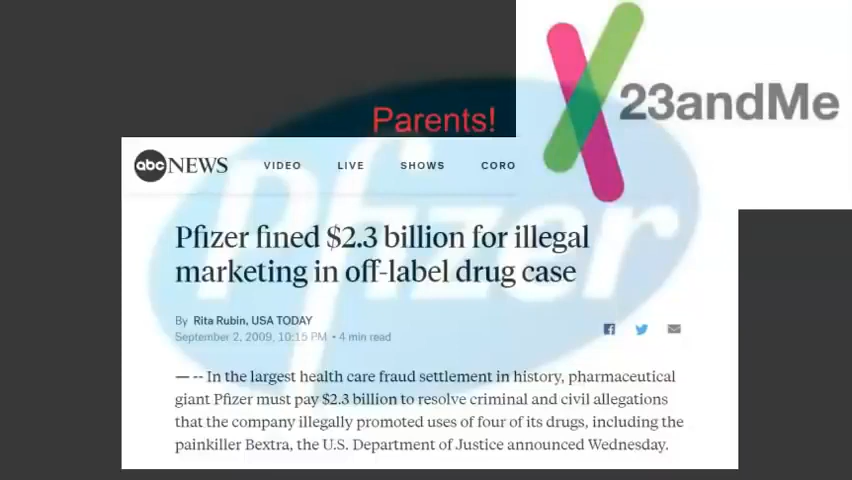 23andMe
Parents!
abc NEWS VIDEO LIVE SHOWS CORO
Pfizer
Pfizer fined $2.3 billion for illegal
marketing in off-label drug case
By Rita Rubin, USA TODAY
September 2, 2009, 10:15 PM • 4 min read
— -- In the largest health care fraud settlement in history, pharmaceutical
giant Pfizer must pay $2.3 billion to resolve criminal and civil allegations
that the company illegally promoted uses of four of its drugs, including the
painkiller Bextra, the U.S. Department of Justice announced Wednesday.